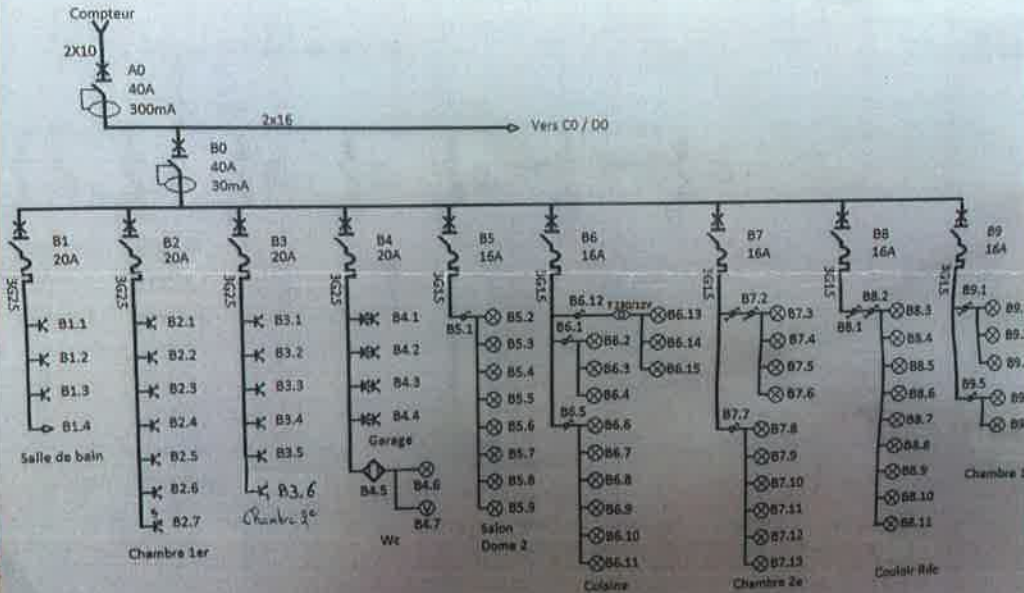 Compteur
2X10
A0
40A
300mA
2x16
Vers C0 / D0
B0
40A
30mA
B1
20A
3G2.5
B1.1
B1.2
B1.3
B1.4
Salle de bain
B2
20A
3G2.5
B2.1
B2.2
B2.3
B2.4
B2.5
B2.6
B2.7
Chambre 1er
B3
20A
3G2.5
B3.1
B3.2
B3.3
B3.4
B3.5
B3.6
B4
20A
3G2.5
B4.1
B4.2
B4.3
B4.4
Garage
B4.5
B4.6
B4.7
Wc
B5
16A
3G1.5
B5.1
B5.2
B5.3
B5.4
B5.5
B5.6
B5.7
B5.8
B5.9
Salon
Dome 2
B6
16A
3G1.5
B6.12
B6.13
B6.14
B6.15
B6.1
B6.2
B6.3
B6.4
B6.5
B6.6
B6.7
B6.8
B6.9
B6.10
B6.11
Cuisine
B7
16A
3G1.5
B7.2
B7.3
B7.4
B7.5
B7.6
B7.7
B7.8
B7.9
B7.10
B7.11
B7.12
B7.13
Chambre 2e
B8
16A
3G1.5
B8.1
B8.2
B8.3
B8.4
B8.5
B8.6
B8.7
B8.8
B8.9
B8.10
B8.11
Couloir Rdc
B9
16A
3G1.5
B9.1
B9.5
Chambre